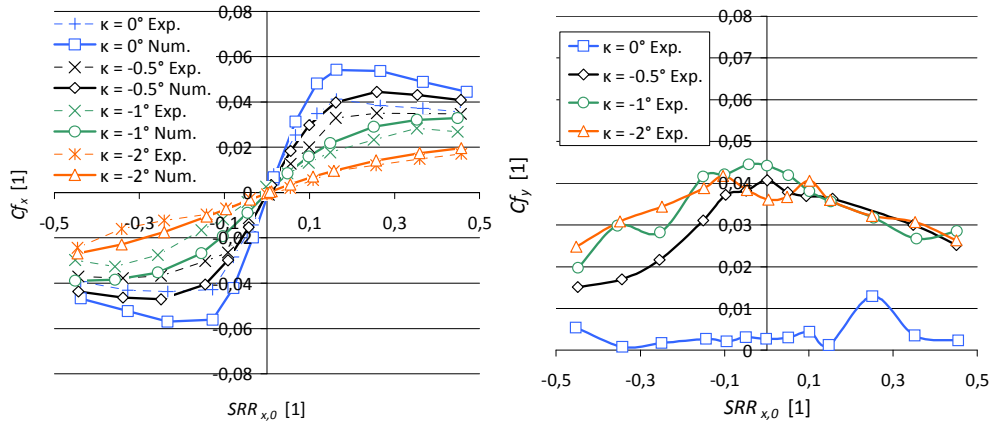 0,08
0,06
0,04
0,02
0
-0,02
-0,04
-0,06
-0,08
-0,5
-0,3
-0,1
0,1
0,3
0,5
κ = 0° Exp.
κ = 0° Num.
κ = -0.5° Exp.
κ = -0.5° Num.
κ = -1° Exp.
κ = -1° Num.
κ = -2° Exp.
κ = -2° Num.
Cfx [1]
SRR x,0 [1]
0,08
0,07
0,06
0,05
0,04
0,03
0,02
0,01
0
-0,5
-0,3
-0,1
0,1
0,3
0,5
κ = 0° Exp.
κ = -0.5° Exp.
κ = -1° Exp.
κ = -2° Exp.
Cfy [1]
SRR x,0 [1]